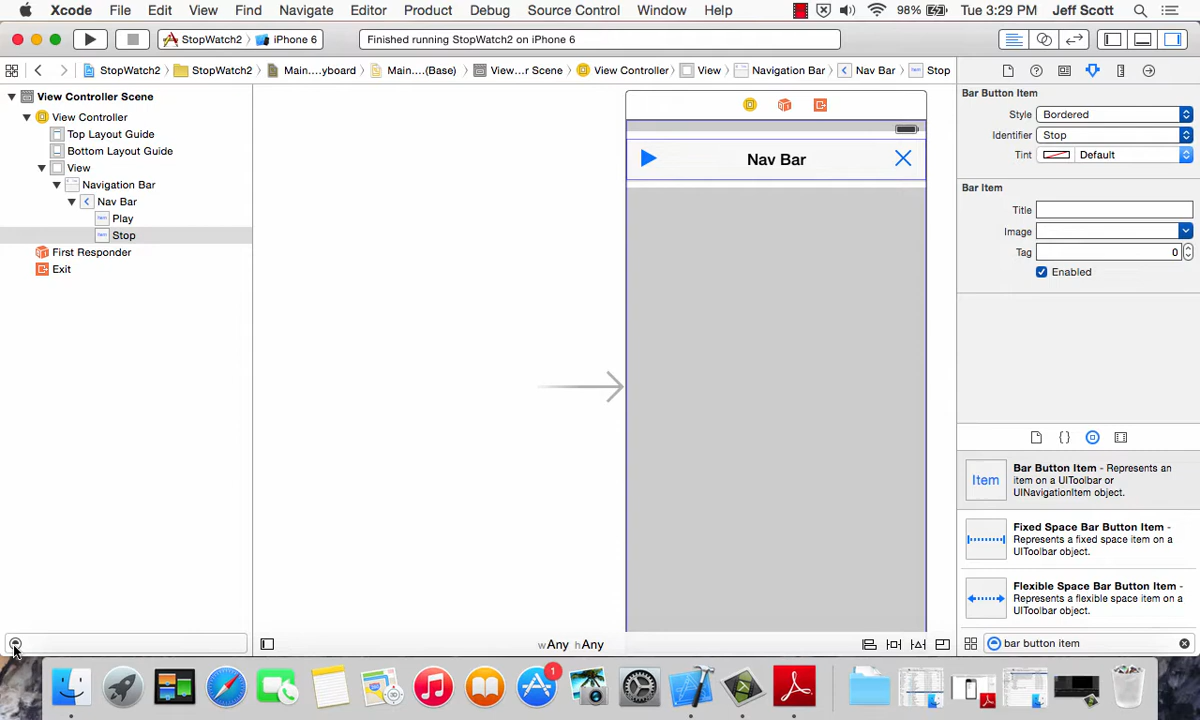 Xcode File Edit View Find Navigate Editor Product Debug Source Control Window Help 98% Tue 3:29 PM Jeff Scott
StopWatch2 iPhone 6 Finished running StopWatch2 on iPhone 6
StopWatch2 StopWatch2 Main....yboard Main....(Base) View...r Scene View Controller View Navigation Bar Nav Bar Stop
View Controller Scene
View Controller
Top Layout Guide
Bottom Layout Guide
View
Navigation Bar
Nav Bar
Play
Stop
First Responder
Exit
Nav Bar
wAny hAny
Bar Button Item
Style Bordered
Identifier Stop
Tint Default
Bar Item
Title
Image
Tag 0
Enabled
Item
Bar Button Item - Represents an
item on a UIToolbar or
UINavigationItem object.
Fixed Space Bar Button Item -
Represents a fixed space item on a
UIToolbar object.
Flexible Space Bar Button Item -
Represents a flexible space item on a
UIToolbar object.
bar button item
1